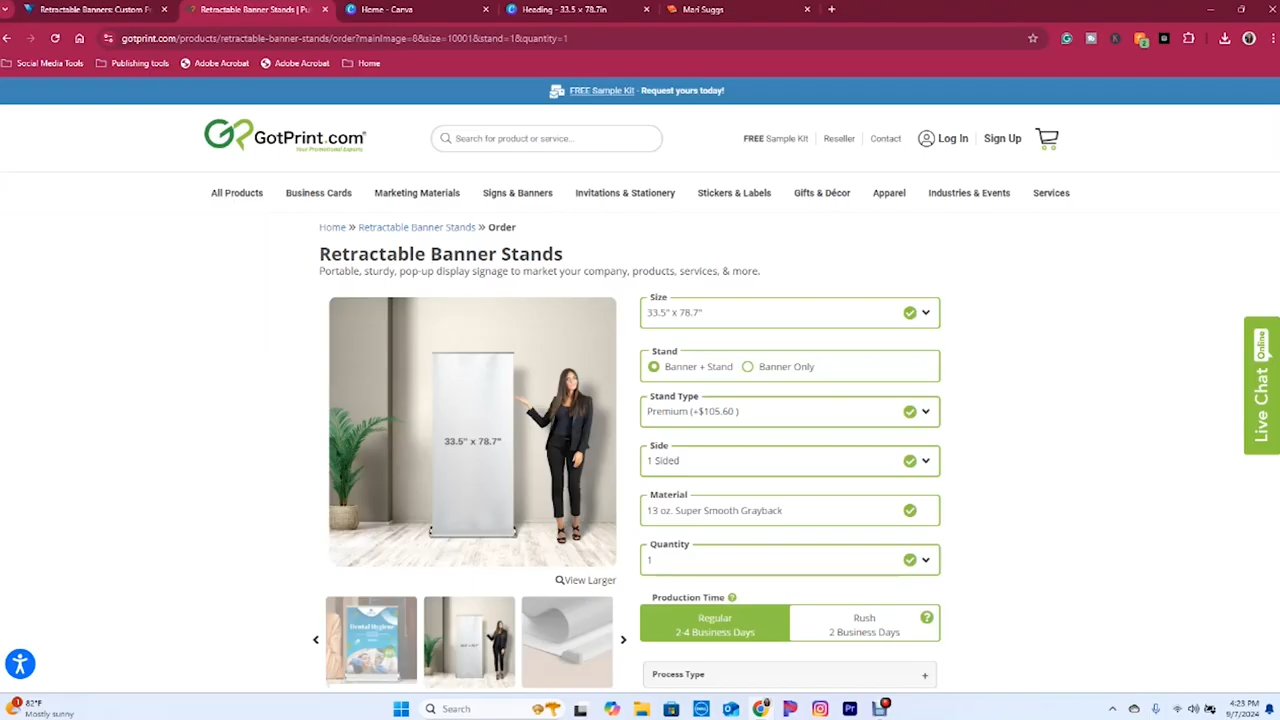 Retractable Banners: Custom P
Retractable Banner Stands | Pu
Home - Canva
Heading - 33.5 x 78.7in
Mari Suggs
gotprint.com/products/retractable-banner-stands/order?mainImage=8&size=10001&stand=1&quantity=1
Social Media Tools
Publishing tools
Adobe Acrobat
Adobe Acrobat
Home
FREE Sample Kit - Request yours today!
GotPrint.com
Your Promotional Experts
Search for product or service...
FREE Sample Kit
Reseller
Contact
Log In
Sign Up
All Products
Business Cards
Marketing Materials
Signs & Banners
Invitations & Stationery
Stickers & Labels
Gifts & Décor
Apparel
Industries & Events
Services
Home » Retractable Banner Stands » Order
Retractable Banner Stands
Portable, sturdy, pop-up display signage to market your company, products, services, & more.
33.5" x 78.7"
View Larger
Dental Hygiene
Size
33.5" x 78.7"
Stand
Banner + Stand
Banner Only
Stand Type
Premium (+$105.60 )
Side
1 Sided
Material
13 oz. Super Smooth Grayback
Quantity
1
Production Time
Regular
2-4 Business Days
Rush
2 Business Days
Process Type
Live Chat Online
82°F
Mostly sunny
Search
4:23 PM
9/7/2024